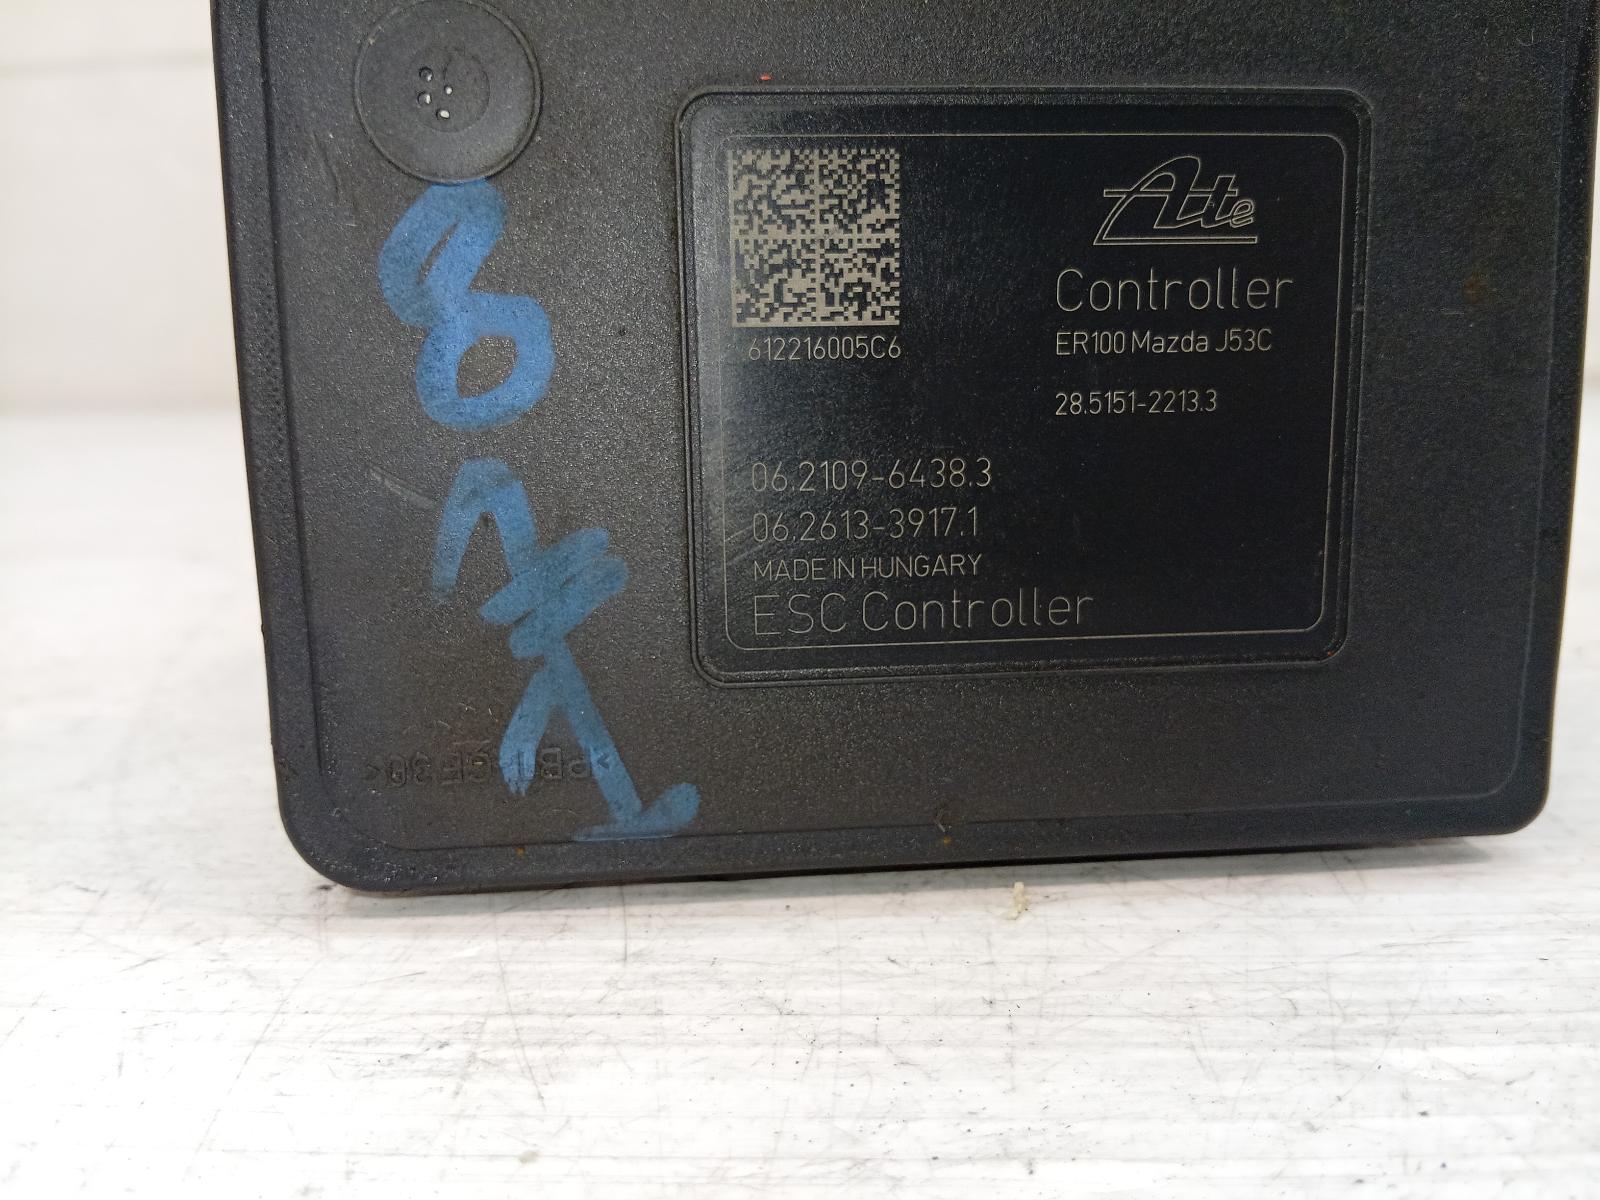 8
Ate
Controller
ER100 Mazda J53C
28.5151-2213.3
612216005C6
06.2109-6438.3
06.2613-3917.1
MADE IN HUNGARY
ESC Controller